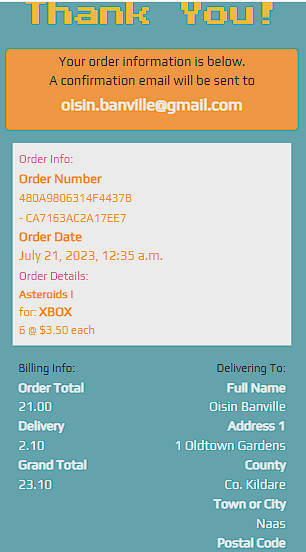 Thank You!
Your order information is below.
A confirmation email will be sent to
oisin.banville@gmail.com
Order Info:
Order Number
480A9806314F4437B
- CA7163AC2A17EE7
Order Date
July 21, 2023, 12:35 a.m.
Order Details:
Asteroids I
for: XBOX
6 @ $3.50 each
Billing Info:
Order Total
21.00
Delivery
2.10
Grand Total
23.10
Delivering To:
Full Name
Oisin Banville
Address 1
1 Oldtown Gardens
County
Co. Kildare
Town or City
Naas
Postal Code